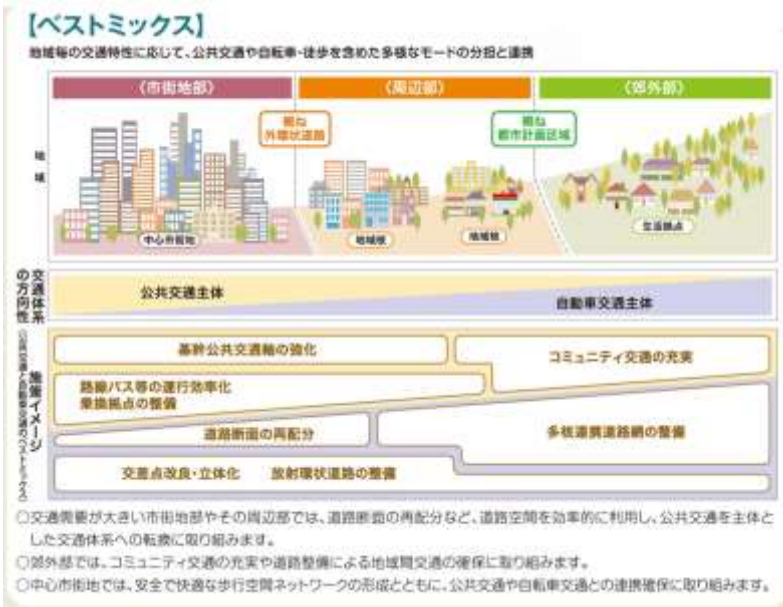 【ベストミックス】
地域毎の交通特性に応じて、公共交通や自転車・徒歩を含めた多様なモードの分担と連携
〈市街地部〉
〈周辺部〉
〈郊外部〉
概ね
外環状道路
概ね
都市計画区域
地域
中心市街地
地域核
地域核
生活拠点
交通体系
の方向性
公共交通主体
自動車交通主体
施策イメージ
(公共交通と自動車交通のベストミックス)
基幹公共交通軸の強化
コミュニティ交通の充実
路線バス等の運行効率化
乗換拠点の整備
道路断面の再配分
多核連携道路網の整備
交差点改良・立体化
放射環状道路の整備
○交通需要が大きい市街地部やその周辺部では、道路断面の再配分など、道路空間を効率的に利用し、公共交通を主体と
した交通体系への転換に取り組みます。
○郊外部では、コミュニティ交通の充実や道路整備による地域間交通の確保に取り組みます。
○中心市街地では、安全で快適な歩行空間ネットワークの形成とともに、公共交通や自転車交通との連携確保に取り組みます。